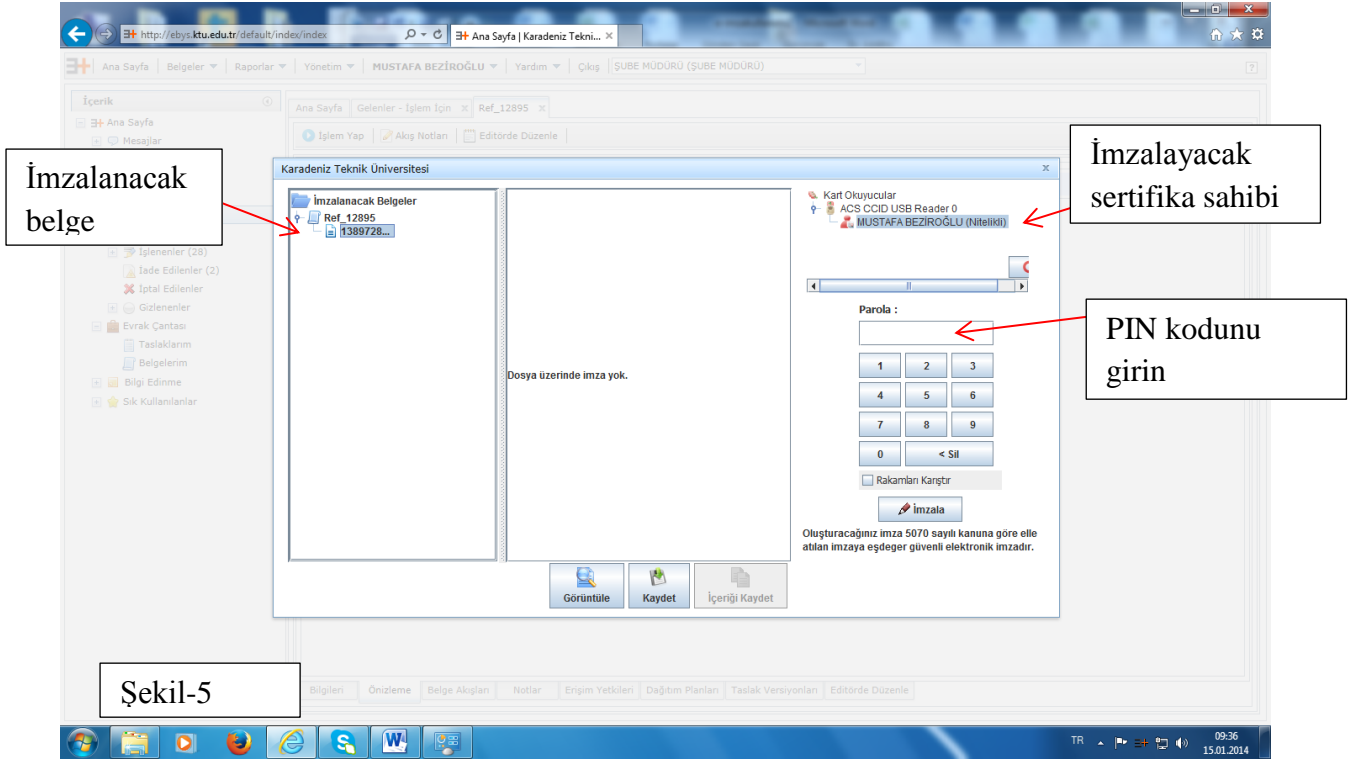 http://ebys.ktu.edu.tr/default/index/index
Ana Sayfa | Karadeniz Tekni...
Ana Sayfa Belgeler Raporlar Yönetim MUSTAFA BEZİROĞLU Yardım Çıkış ŞUBE MÜDÜRÜ (ŞUBE MÜDÜRÜ)
İçerik
Ana Sayfa Gelenler - İşlem İçin x Ref_12895 x
Ana Sayfa
Mesajlar
İşlem Yap Akış Notları Editörde Düzenle
İmzalanacak
belge
İmzalayacak
sertifika sahibi
Karadeniz Teknik Üniversitesi
İmzalanacak Belgeler
Ref_12895
1389728...
Kart Okuyucular
ACS CCID USB Reader 0
MUSTAFA BEZİROĞLU (Nitelikli)
İşlenenler (28)
İade Edilenler (2)
İptal Edilenler
Gizlenenler
Evrak Çantası
Taslaklarım
Belgelerim
Bilgi Edinme
Sık Kullanılanlar
Dosya üzerinde imza yok.
Parola :
PIN kodunu
girin
1 2 3
4 5 6
7 8 9
0 < Sil
Rakamları Karıştır
İmzala
Oluşturacağınız imza 5070 sayılı kanuna göre elle
atılan imzaya eşdeger güvenli elektronik imzadır.
Görüntüle Kaydet İçeriği Kaydet
Şekil-5
Bilgileri Önizleme Belge Akışları Notlar Erişim Yetkileri Dağıtım Planları Taslak Versiyonları Editörde Düzenle
TR
09:36
15.01.2014